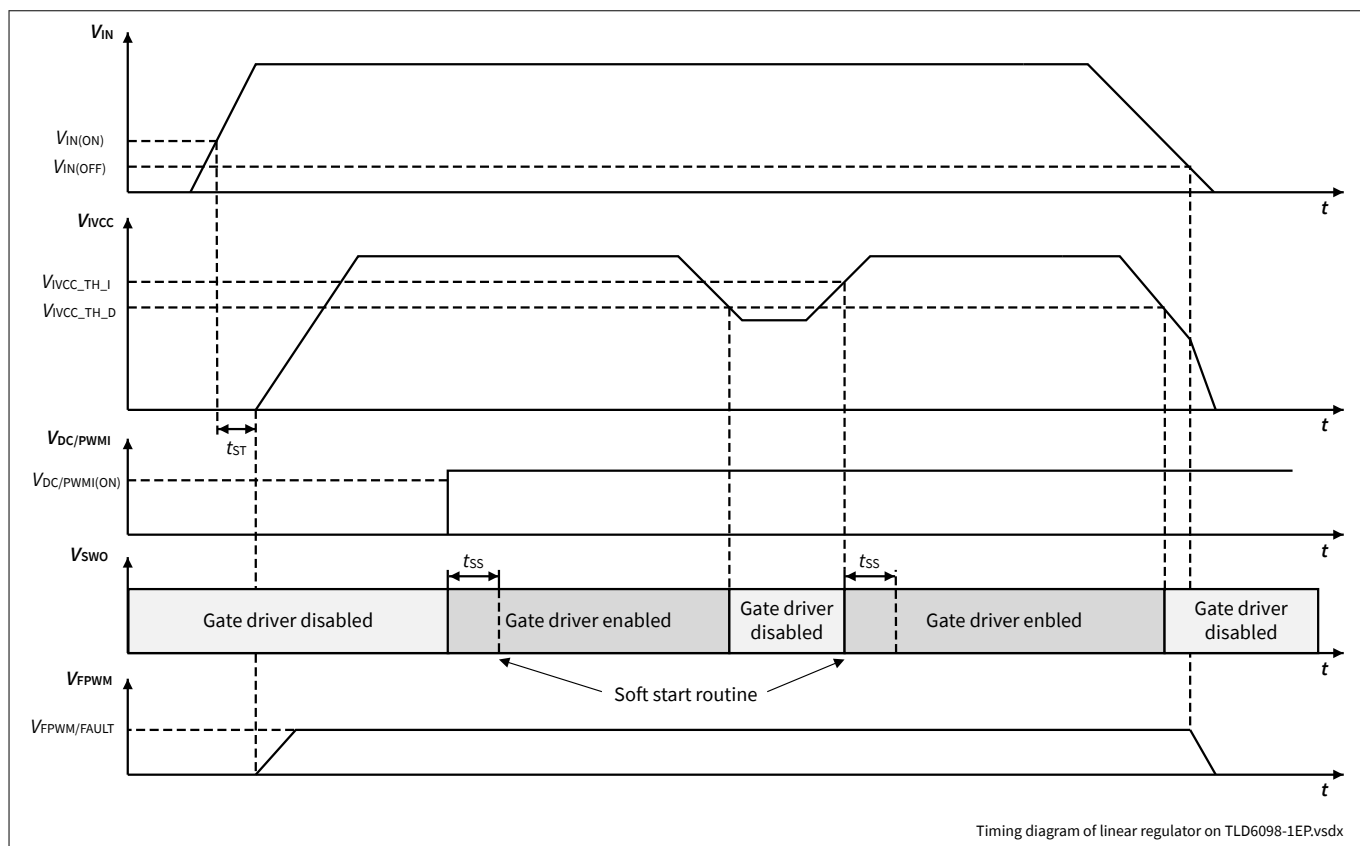 VIN
VIN(ON)
VIN(OFF)
t
VIVCC
VIVCC_TH_I
VIVCC_TH_D
t
tST
VDC/PWMI
VDC/PWMI(ON)
t
VSWO
tSS
tSS
Gate driver disabled
Gate driver enabled
Gate driver
disabled
Gate driver enbled
Gate driver
disabled
t
Soft start routine
VFPWM
VFPWM/FAULT
t
Timing diagram of linear regulator on TLD6098-1EP.vsdx